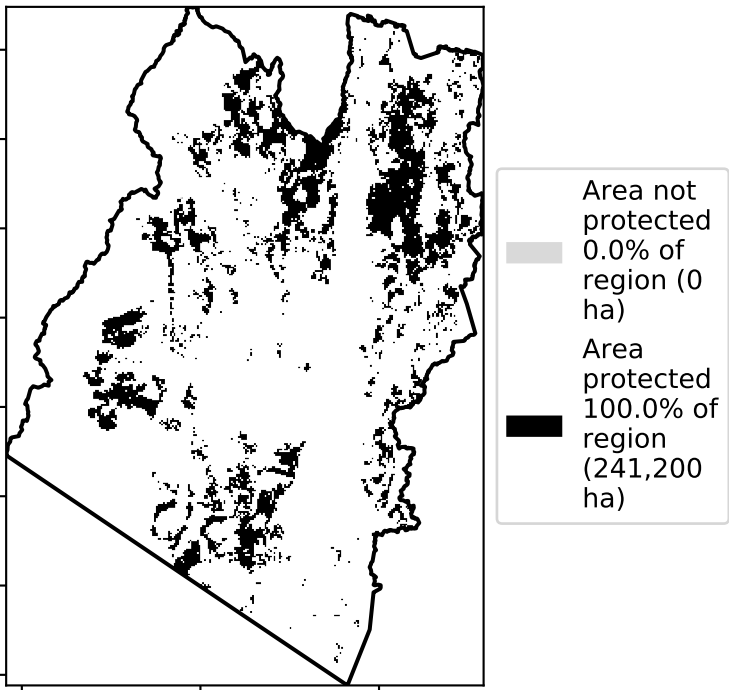 Area not
protected
0.0% of
region (0
ha)
Area
protected
100.0% of
region
(241,200
ha)